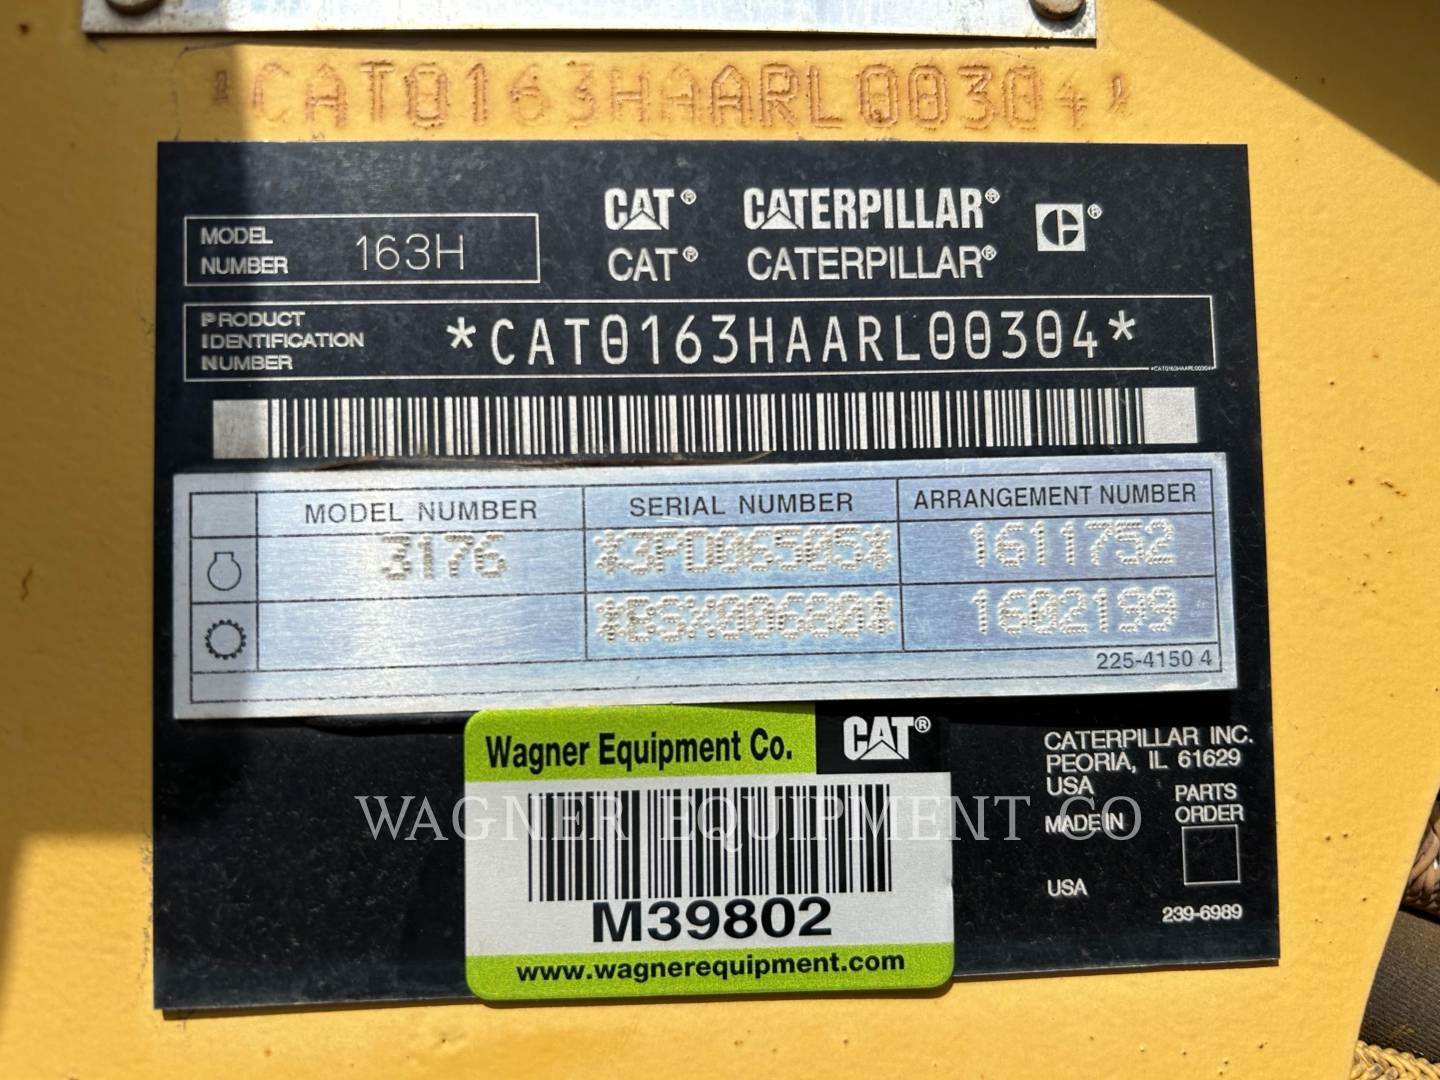 *CAT0163HAARL00304*
MODEL NUMBER 163H
CAT® CATERPILLAR® ®
CAT® CATERPILLAR®
PRODUCT IDENTIFICATION NUMBER *CAT0163HAARL00304*
*CAT0163HAARL00304*
MODEL NUMBER SERIAL NUMBER ARRANGEMENT NUMBER
3176 *3PD06505* 1611752
*BSX00680* 1602199
225-4150 4
Wagner Equipment Co. CAT®
M39802
www.wagnerequipment.com
CATERPILLAR INC.
PEORIA, IL 61629
USA
PARTS ORDER
MADE IN
USA
239-6989
WAGNER EQUIPMENT CO